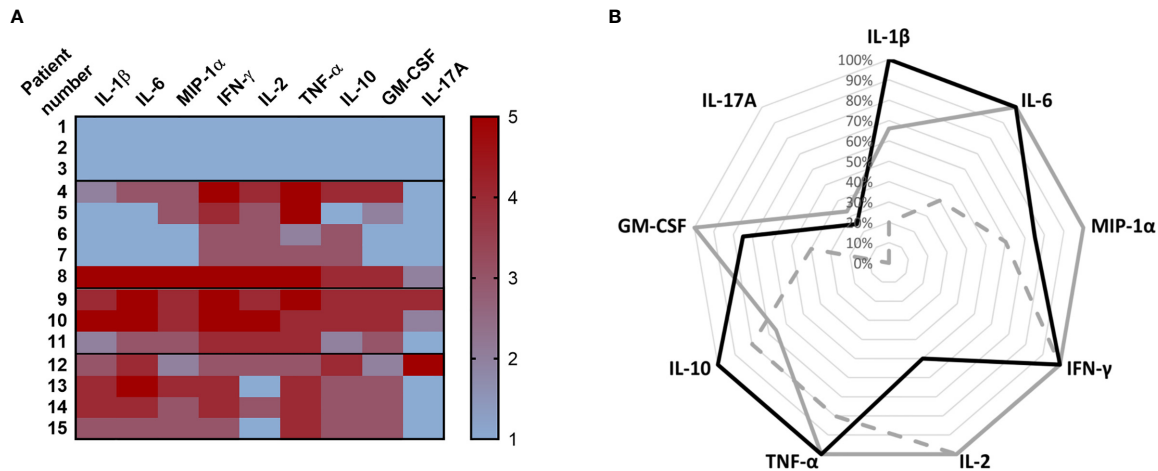 A
Patient
number
IL-1β
IL-6
MIP-1α
IFN-γ
IL-2
TNF-α
IL-10
GM-CSF
IL-17A
1
2
3
4
5
6
7
8
9
10
11
12
13
14
15
5
4
3
2
1
B
IL-1β
IL-6
MIP-1α
IFN-γ
IL-2
TNF-α
IL-10
GM-CSF
IL-17A
100%
90%
80%
70%
60%
50%
40%
30%
20%
10%
0%